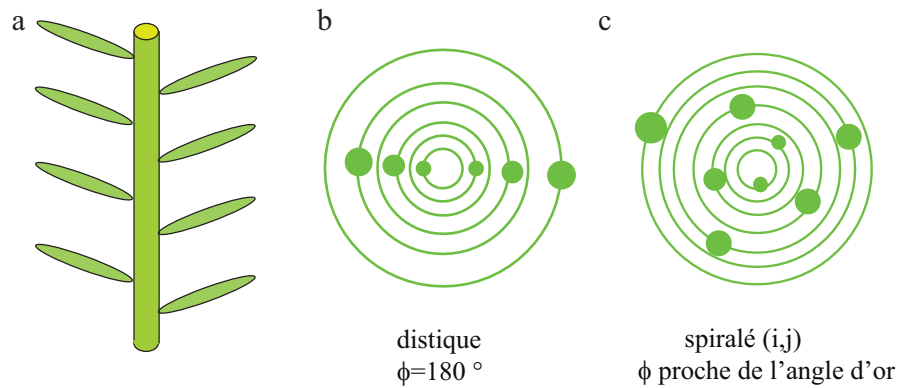 a
b
c
distique
ϕ=180 °
spiralé (i,j)
ϕ proche de l’angle d’or